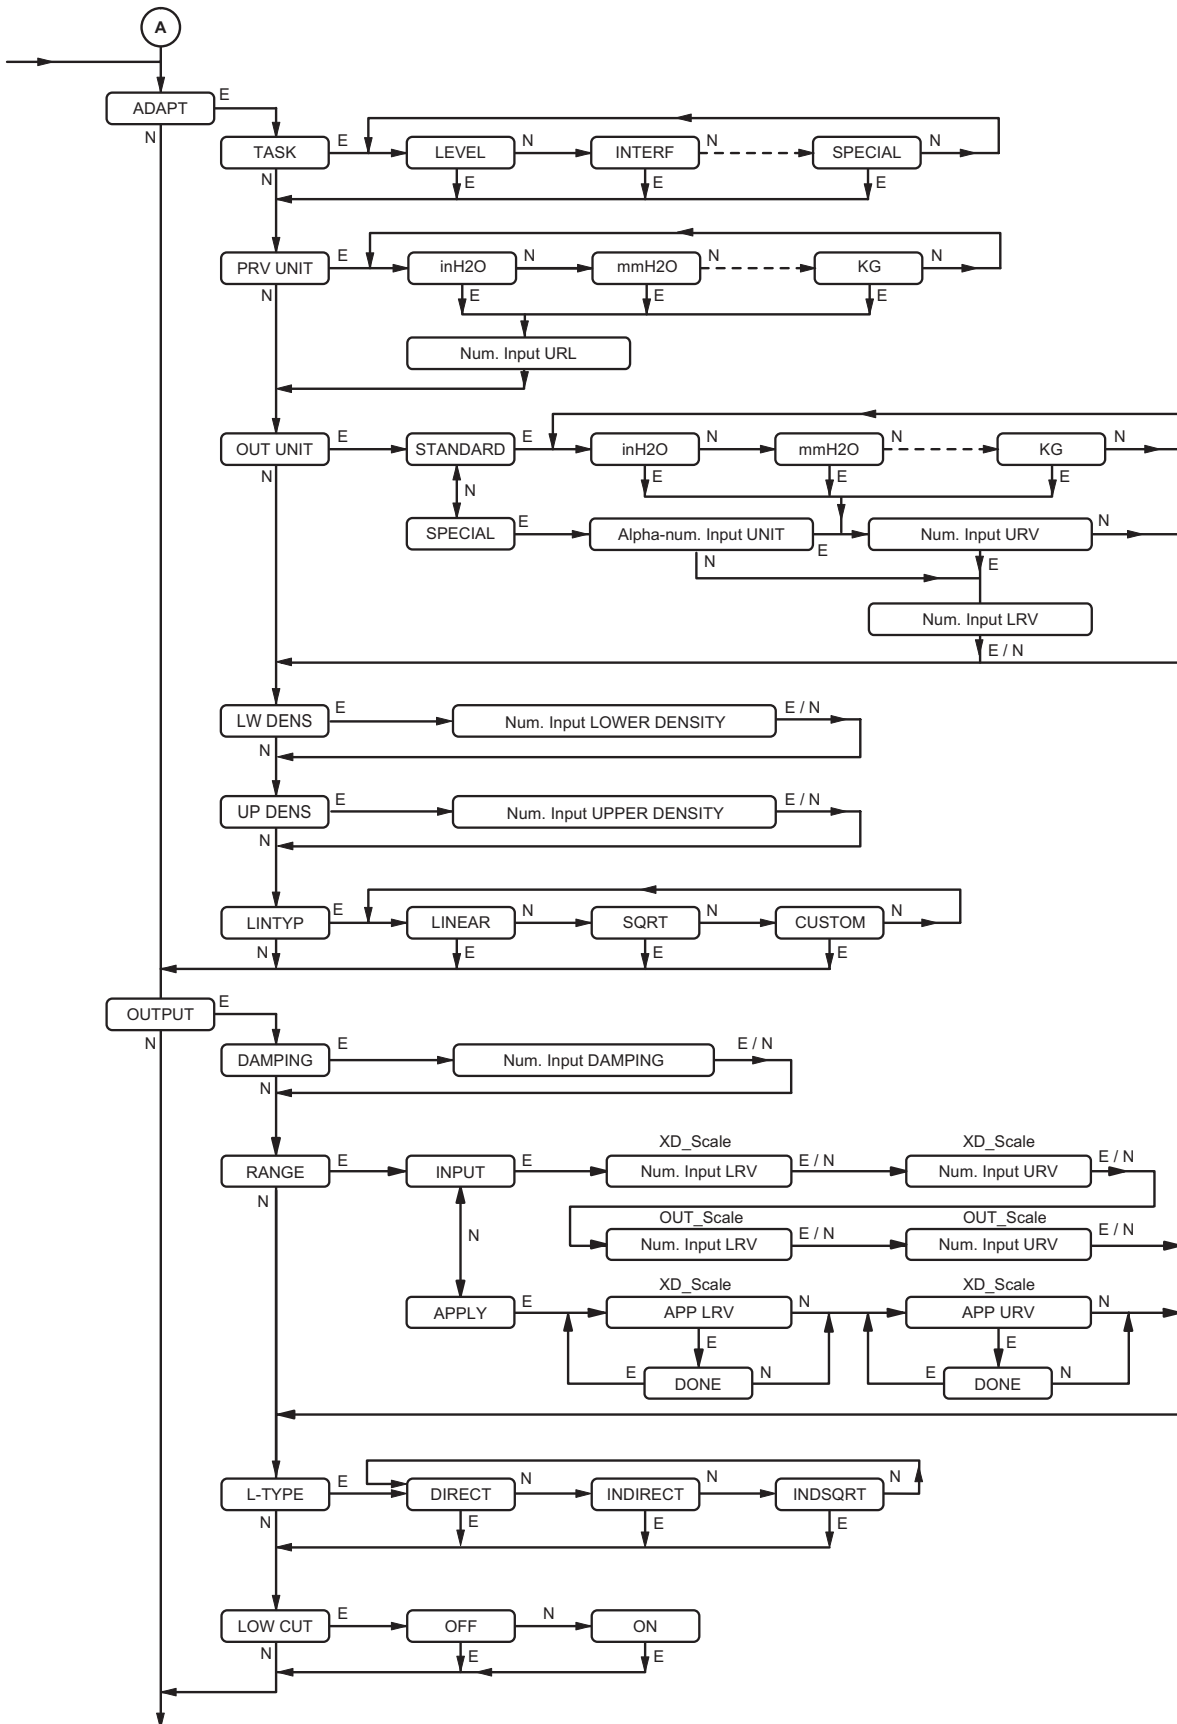 A
ADAPT E
N
TASK E LEVEL N INTERF N SPECIAL N
N E E E
PRV UNIT E inH2O N mmH2O N KG N
N E E E
Num. Input URL
OUT UNIT E STANDARD E inH2O N mmH2O N KG N
N N E E E
SPECIAL E Alpha-num. Input UNIT E Num. Input URV N
N E
Num. Input LRV
E / N
LW DENS E Num. Input LOWER DENSITY E / N
N
UP DENS E Num. Input UPPER DENSITY E / N
N
LINTYP E LINEAR N SQRT N CUSTOM N
N E E E
OUTPUT E
N
DAMPING E Num. Input DAMPING E / N
N
XD_Scale XD_Scale
RANGE E INPUT E Num. Input LRV E / N Num. Input URV E / N
N N
OUT_Scale OUT_Scale
Num. Input LRV E / N Num. Input URV E / N
XD_Scale XD_Scale
APPLY E APP LRV N APP URV N
E E
E DONE N E DONE N
L-TYPE E DIRECT N INDIRECT N INDSQRT N
N E E E
LOW CUT E OFF N ON
N E E